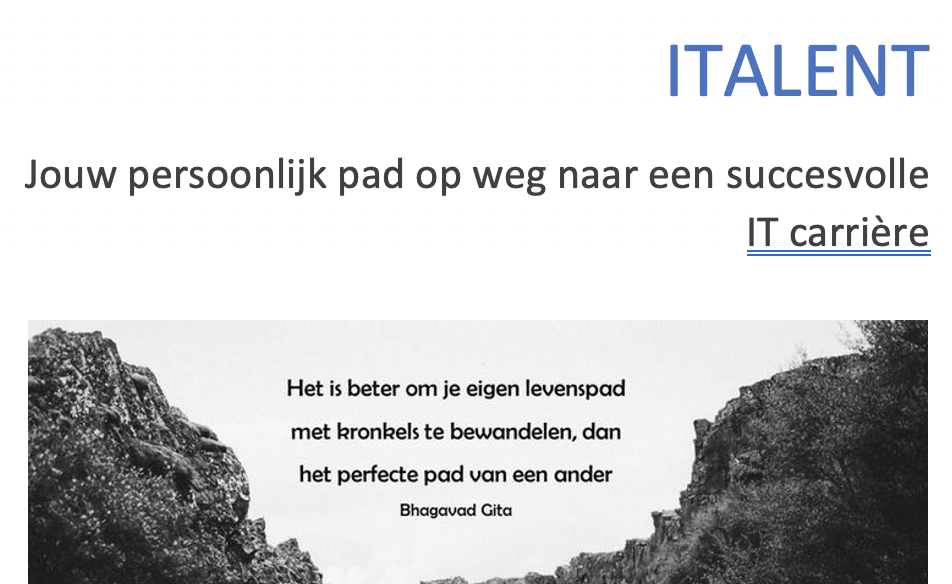 ITALENT
Jouw persoonlijk pad op weg naar een succesvolle
IT carrière
Het is beter om je eigen levenspad
met kronkels te bewandelen, dan
het perfecte pad van een ander
Bhagavad Gita